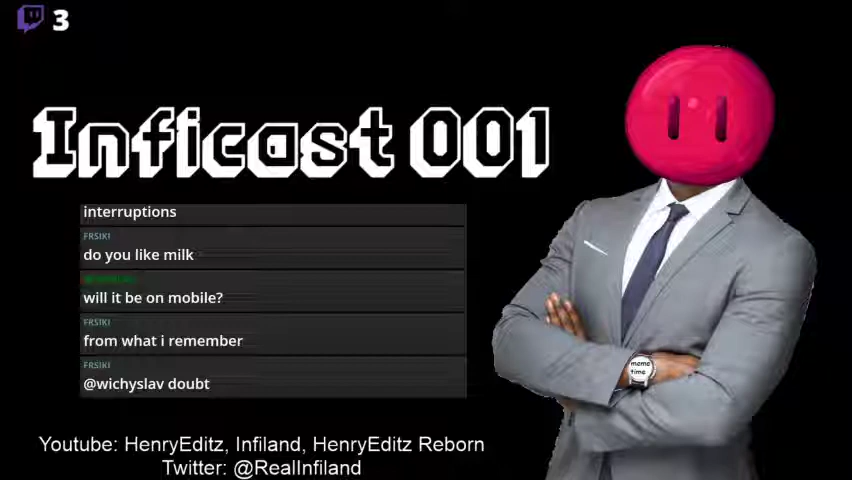 3
Inficast 001
interruptions
FRSIKI
do you like milk
will it be on mobile?
FRSIKI
from what i remember
FRSIKI
@wichyslav doubt
meme
time
Youtube: HenryEditz, Infiland, HenryEditz Reborn
Twitter: @RealInfiland